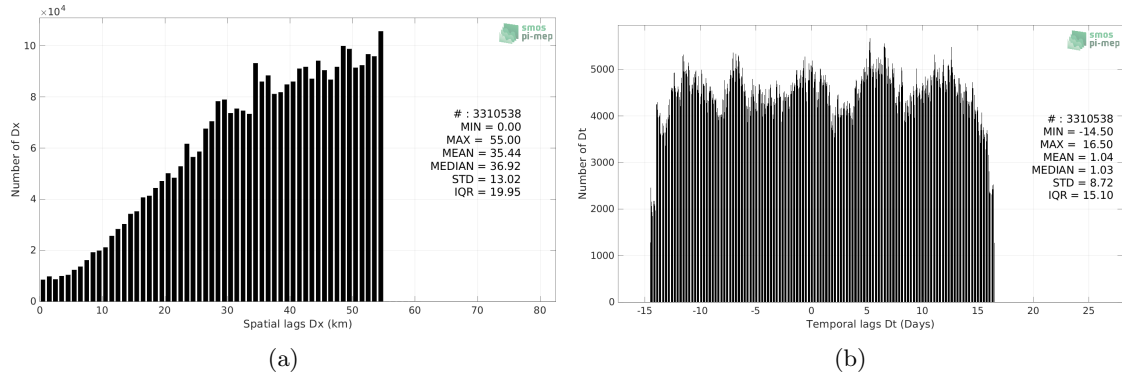 ×10⁴
smos
pi-mep
10
8
6
4
2
0
Number of Dx
# : 3310538
MIN = 0.00
MAX = 55.00
MEAN = 35.44
MEDIAN = 36.92
STD = 13.02
IQR = 19.95
0 10 20 30 40 50 60 70 80
Spatial lags Dx (km)
(a)
smos
pi-mep
5000
4000
3000
2000
1000
0
Number of Dt
# : 3310538
MIN = -14.50
MAX = 16.50
MEAN = 1.04
MEDIAN = 1.03
STD = 8.72
IQR = 15.10
-15 -10 -5 0 5 10 15 20 25
Temporal lags Dt (Days)
(b)